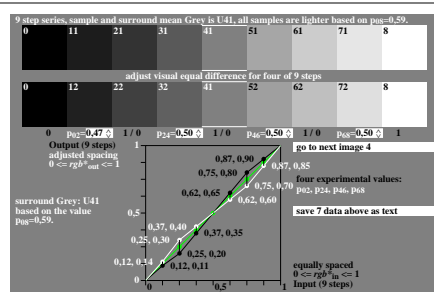 9 step series, sample and surround mean Grey is U41, all samples are lighter based on p08=0,59.
0 11 21 31 41 51 61 71 8
adjust visual equal difference for four of 9 steps
0 12 22 32 41 52 62 72 8
0 p02=0,47 1 / 0 p24=0,50 1 / 0 p46=0,50 1 / 0 p68=0,50 1
Output (9 steps)
adjusted spacing
0 <= rgb*out <= 1
1
0,87, 0,90
0,75, 0,80
0,62, 0,65
go to next image 4
0,87, 0,85
four experimental values:
p02, p24, p46, p68
0,75, 0,70
0,62, 0,60
surround Grey: U41
based on the value
p08=0,59.
0,5
save 7 data above as text
0,37, 0,40
0,25, 0,30
0,37, 0,35
0,25, 0,20
0,12, 0,14
0,12, 0,11
0
equally spaced
0 <= rgb*in <= 1
Input (9 steps)
0 0,5 1